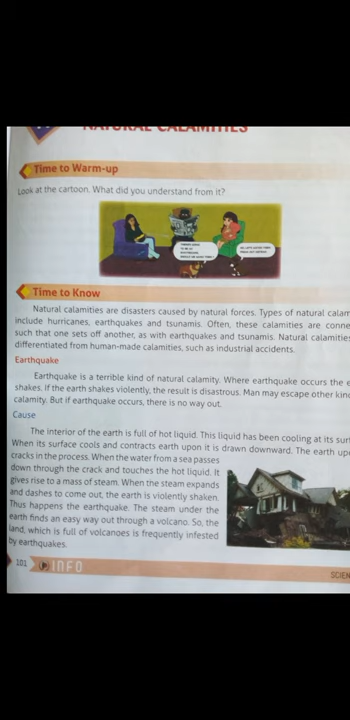 NATURAL CALAMITIES
Time to Warm-up
Look at the cartoon. What did you understand from it?
Time to Know
Natural calamities are disasters caused by natural forces. Types of natural calam
include hurricanes, earthquakes and tsunamis. Often, these calamities are conne
such that one sets off another, as with earthquakes and tsunamis. Natural calamities
differentiated from human-made calamities, such as industrial accidents.
Earthquake
Earthquake is a terrible kind of natural calamity. Where earthquake occurs the e
shakes. If the earth shakes violently, the result is disastrous. Man may escape other kind
calamity. But if earthquake occurs, there is no way out.
Cause
The interior of the earth is full of hot liquid. This liquid has been cooling at its surf
When its surface cools and contracts earth upon it is drawn downward. The earth upo
cracks in the process. When the water from a sea passes
down through the crack and touches the hot liquid. It
gives rise to a mass of steam. When the steam expands
and dashes to come out, the earth is violently shaken.
Thus happens the earthquake. The steam under the
earth finds an easy way out through a volcano. So, the
land, which is full of volcanoes is frequently infested
by earthquakes.
101 INFO
SCIEN